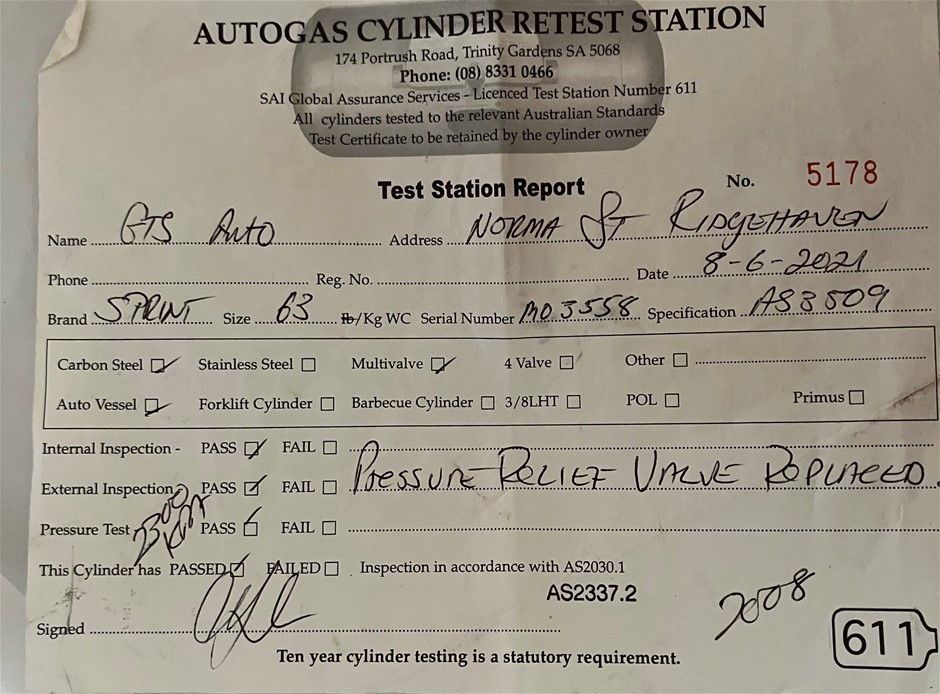 AUTOGAS CYLINDER RETEST STATION
174 Portrush Road, Trinity Gardens SA 5068
Phone: (08) 8331 0466
SAI Global Assurance Services - Licenced Test Station Number 611
All cylinders tested to the relevant Australian Standards
Test Certificate to be retained by the cylinder owner
Test Station Report No. 5178
Name GTS Auto Address NORMA ST RIDGEHAVEN
Phone Reg. No. Date 8-6-2021
Brand SPRINT Size 63 lb/Kg WC Serial Number MO3558 Specification AS3509
Carbon Steel Stainless Steel Multivalve 4 Valve Other
Auto Vessel Forklift Cylinder Barbecue Cylinder 3/8LHT POL Primus
Internal Inspection - PASS FAIL
External Inspection PASS FAIL PRESSURE RELIEF VALVE REPLACED.
Pressure Test 3300 KPA PASS FAIL
This Cylinder has PASSED FAILED . Inspection in accordance with AS2030.1
AS2337.2
2008
Signed
611
Ten year cylinder testing is a statutory requirement.